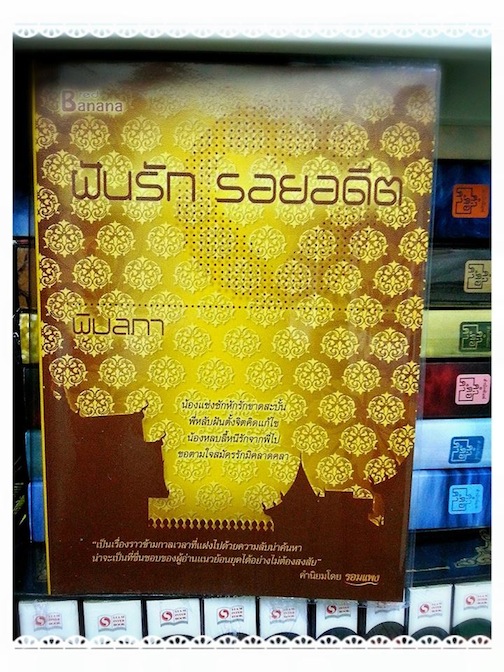 Banana
ฝันรัก รอยอดีต
พิมลภา
น้องแข่งชักหักรักขาดสะบั้น
พี่หลับฝันตั้งจิตคิดแก้ไข
น้องหลบลี้หนีรักจากพี่ไป
ขอตามใจสมัครรักมิคลาดคลา
“เป็นเรื่องราวข้ามกาลเวลาที่แฝงไปด้วยความลับน่าค้นหา
น่าจะเป็นที่ชื่นชอบของผู้อ่านแนวย้อนยุคได้อย่างไม่ต้องสงสัย”
คำนิยมโดย รอมแพง